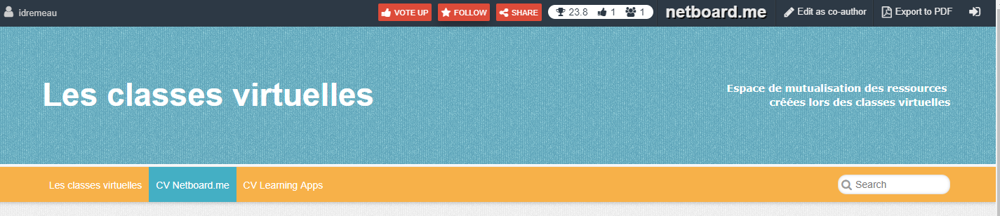 idremeau VOTE UP FOLLOW SHARE 23.8 1 1 netboard.me Edit as co-author Export to PDF
Les classes virtuelles
Espace de mutualisation des ressources
créées lors des classes virtuelles
Les classes virtuelles CV Netboard.me CV Learning Apps Search